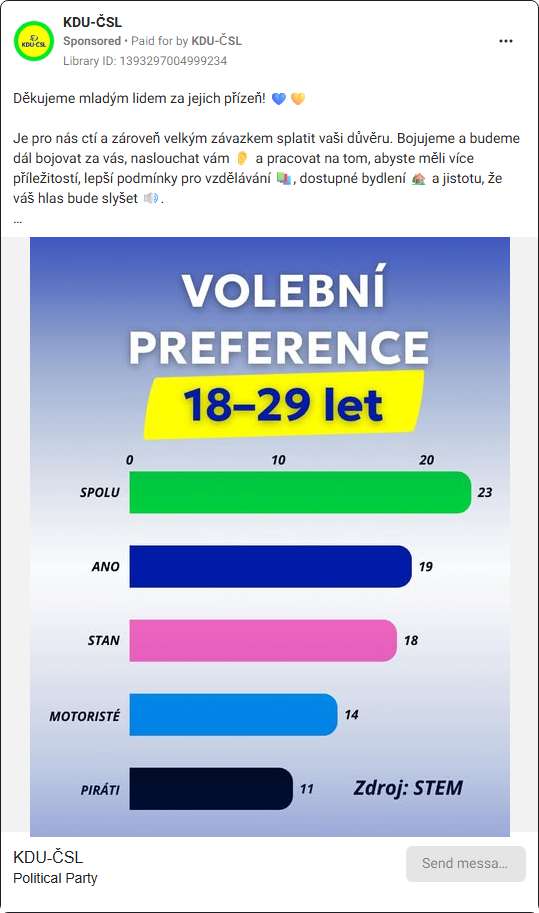 KDU-ČSL
Sponsored • Paid for by KDU-ČSL
Library ID: 1393297004999234
Děkujeme mladým lidem za jejich přízeň! 💙 🧡
Je pro nás ctí a zároveň velkým závazkem splatit vaši důvěru. Bojujeme a budeme
dál bojovat za vás, naslouchat vám 👂 a pracovat na tom, abyste měli více
příležitostí, lepší podmínky pro vzdělávání 📚, dostupné bydlení 🏠 a jistotu, že
váš hlas bude slyšet 🔊.
...
VOLEBNÍ
PREFERENCE
18–29 let
0 10 20
SPOLU 23
ANO 19
STAN 18
MOTORISTÉ 14
PIRÁTI 11
Zdroj: STEM
KDU-ČSL
Political Party
Send messa...